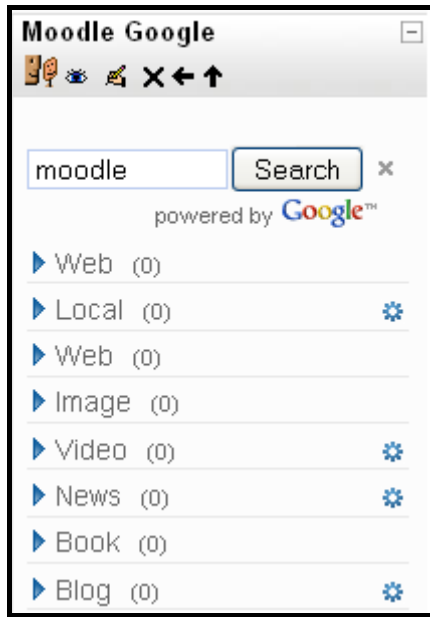 Moodle Google
moodle Search
powered by Google™
Web (0)
Local (0)
Web (0)
Image (0)
Video (0)
News (0)
Book (0)
Blog (0)